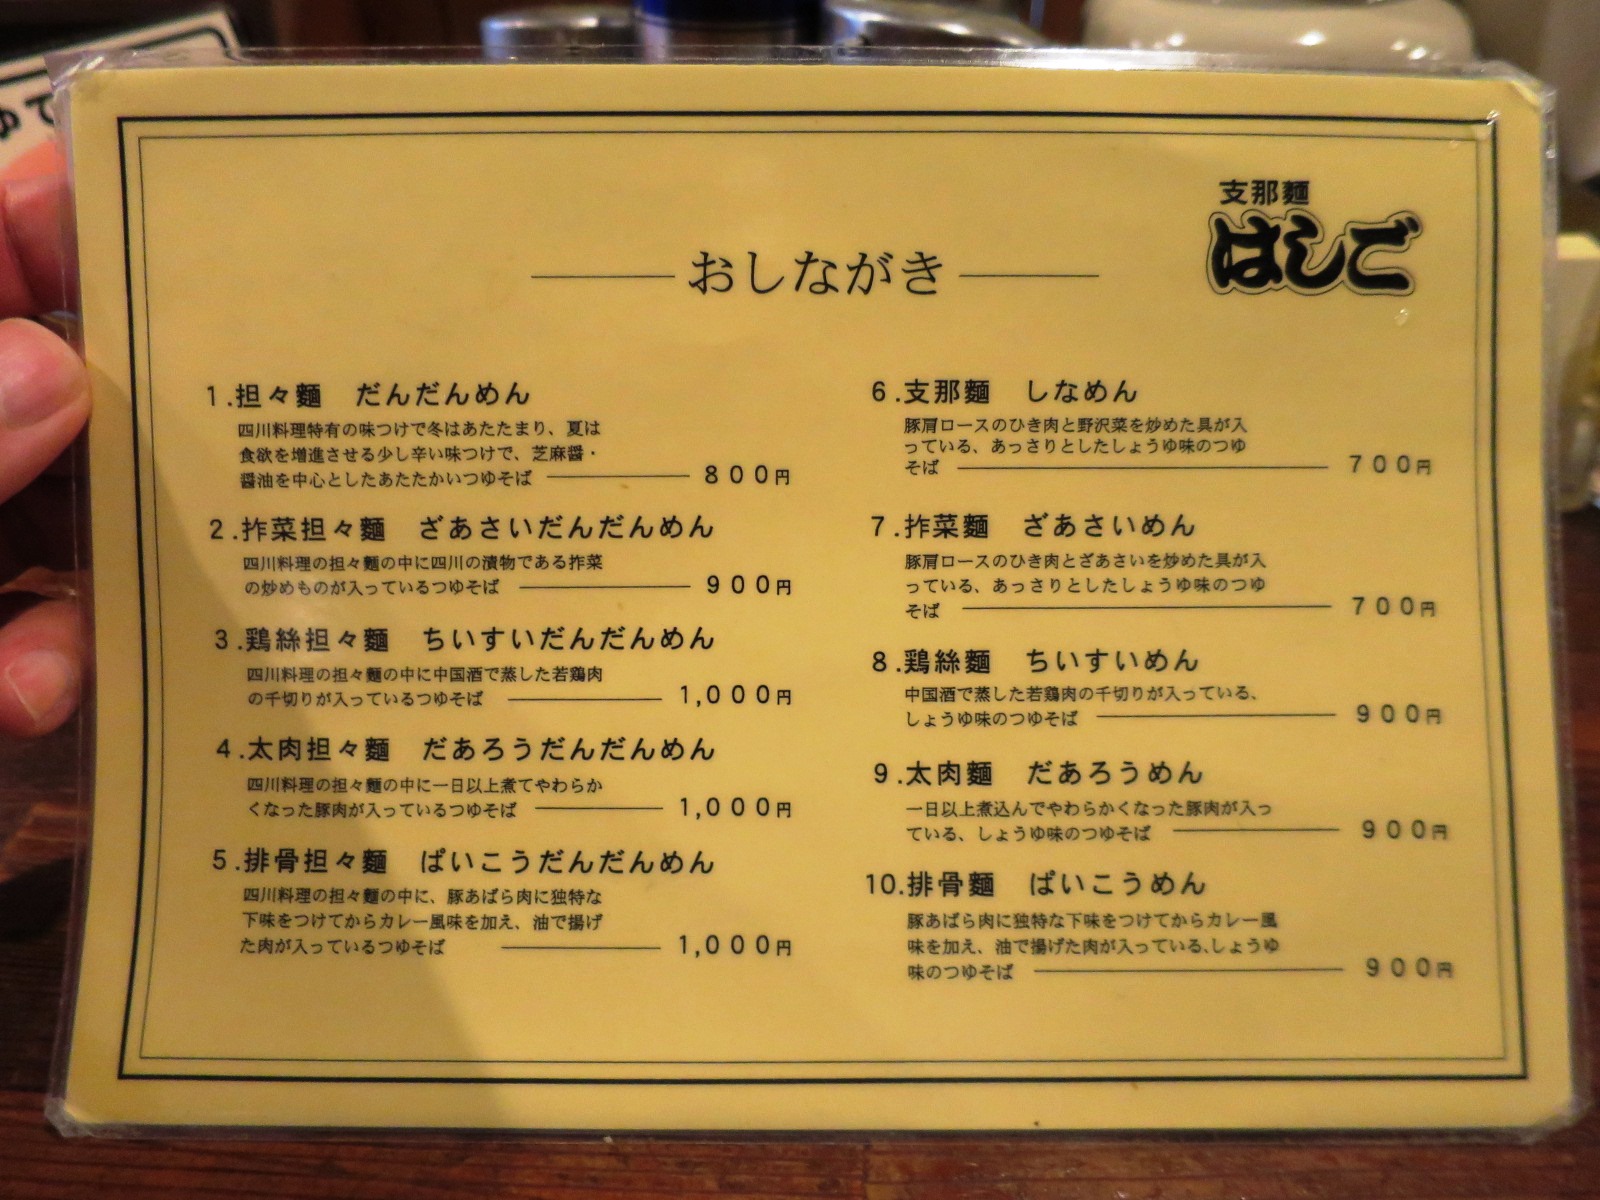 ゆで
支那麵
はしご
おしながき
1.担々麵 だんだんめん
四川料理特有の味つけで冬はあたたまり、夏は
食欲を増進させる少し辛い味つけで、芝麻醤・
醤油を中心としたあたたかいつゆそば 800円
2.搾菜担々麵 ざあさいだんだんめん
四川料理の担々麵の中に四川の漬物である搾菜
の炒めものが入っているつゆそば 900円
3.鶏絲担々麵 ちいすいだんだんめん
四川料理の担々麵の中に中国酒で蒸した若鶏肉
の千切りが入っているつゆそば 1,000円
4.太肉担々麵 だあろうだんだんめん
四川料理の担々麵の中に一日以上煮てやわらか
くなった豚肉が入っているつゆそば 1,000円
5.排骨担々麵 ぱいこうだんだんめん
四川料理の担々麵の中に、豚あばら肉に独特な
下味をつけてからカレー風味を加え、油で揚げ
た肉が入っているつゆそば 1,000円
6.支那麵 しなめん
豚肩ロースのひき肉と野沢菜を炒めた具が入
っている、あっさりとしたしょうゆ味のつゆ
そば 700円
7.搾菜麵 ざあさいめん
豚肩ロースのひき肉とざあさいを炒めた具が入
っている、あっさりとしたしょうゆ味のつゆ
そば 700円
8.鶏絲麵 ちいすいめん
中国酒で蒸した若鶏肉の千切りが入っている、
しょうゆ味のつゆそば 900円
9.太肉麵 だあろうめん
一日以上煮込んでやわらかくなった豚肉が入っ
ている、しょうゆ味のつゆそば 900円
10.排骨麵 ぱいこうめん
豚あばら肉に独特な下味をつけてからカレー風
味を加え、油で揚げた肉が入っている、しょうゆ
味のつゆそば 900円